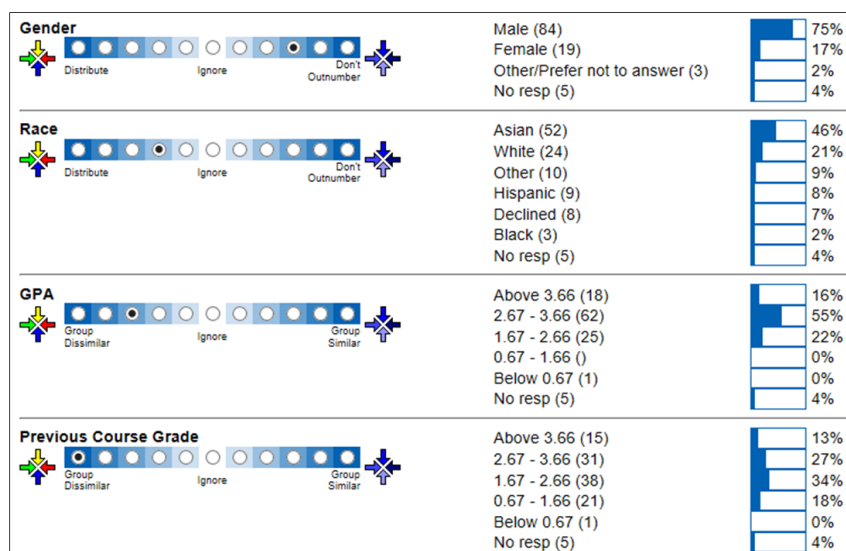 Gender
Distribute Ignore Don't Outnumber
Male (84) 75%
Female (19) 17%
Other/Prefer not to answer (3) 2%
No resp (5) 4%
Race
Distribute Ignore Don't Outnumber
Asian (52) 46%
White (24) 21%
Other (10) 9%
Hispanic (9) 8%
Declined (8) 7%
Black (3) 2%
No resp (5) 4%
GPA
Group Dissimilar Ignore Group Similar
Above 3.66 (18) 16%
2.67 - 3.66 (62) 55%
1.67 - 2.66 (25) 22%
0.67 - 1.66 () 0%
Below 0.67 (1) 0%
No resp (5) 4%
Previous Course Grade
Group Dissimilar Ignore Group Similar
Above 3.66 (15) 13%
2.67 - 3.66 (31) 27%
1.67 - 2.66 (38) 34%
0.67 - 1.66 (21) 18%
Below 0.67 (1) 0%
No resp (5) 4%